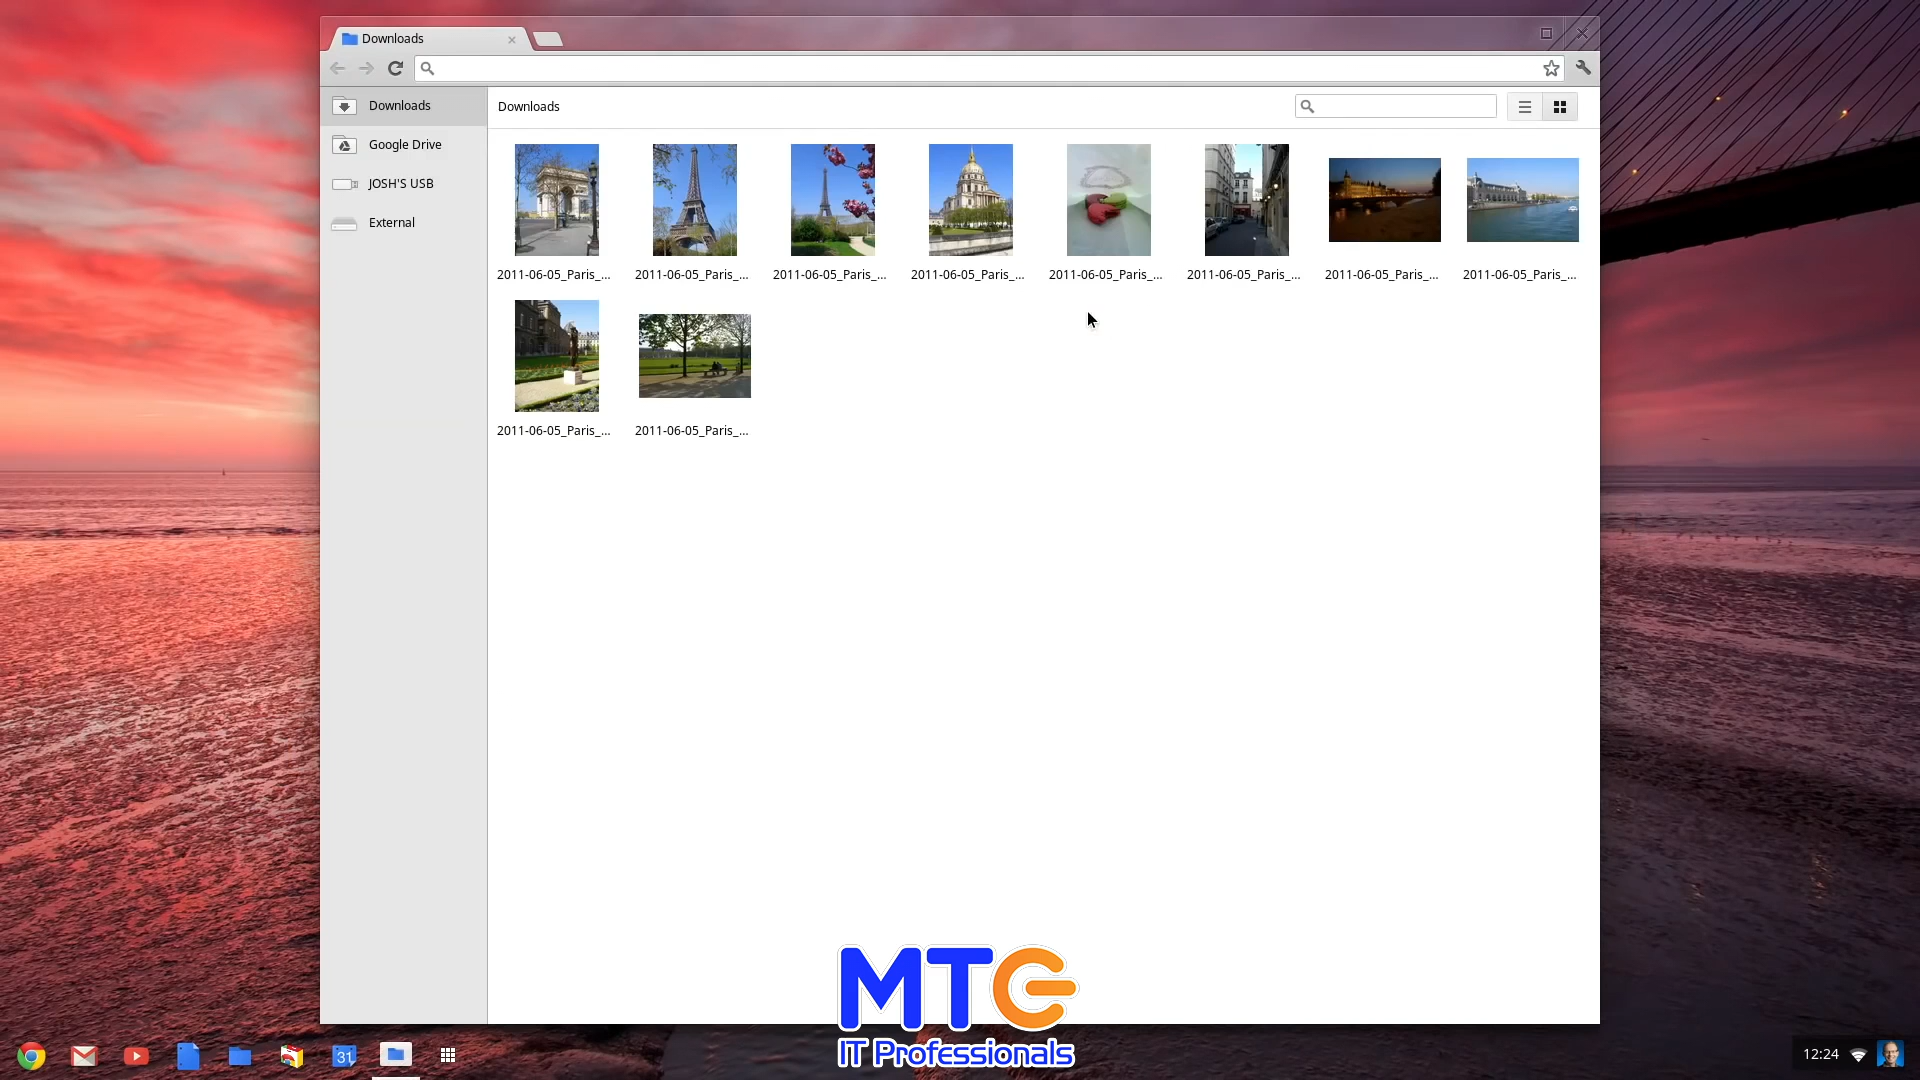 Downloads
Downloads
Downloads
Google Drive
JOSH'S USB
External
2011-06-05_Paris_... 2011-06-05_Paris_... 2011-06-05_Paris_... 2011-06-05_Paris_... 2011-06-05_Paris_... 2011-06-05_Paris_... 2011-06-05_Paris_... 2011-06-05_Paris_...
2011-06-05_Paris_... 2011-06-05_Paris_...
MTC
IT Professionals
31
12:24